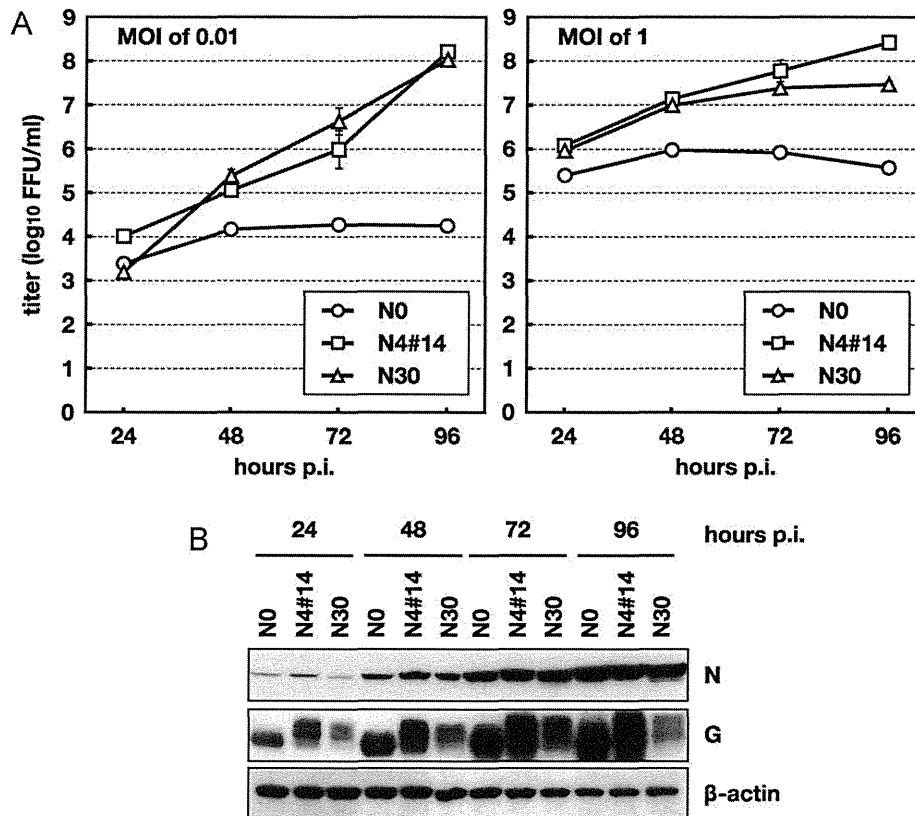 A
MOI of 0.01
MOI of 1
titer (log10 FFU/ml)
9
8
7
6
5
4
3
2
1
0
N0
N4#14
N30
24 48 72 96
hours p.i.
9
8
7
6
5
4
3
2
1
0
N0
N4#14
N30
24 48 72 96
hours p.i.
B
24 48 72 96 hours p.i.
N0 N4#14 N30 N0 N4#14 N30 N0 N4#14 N30 N0 N4#14 N30
N
G
β-actin